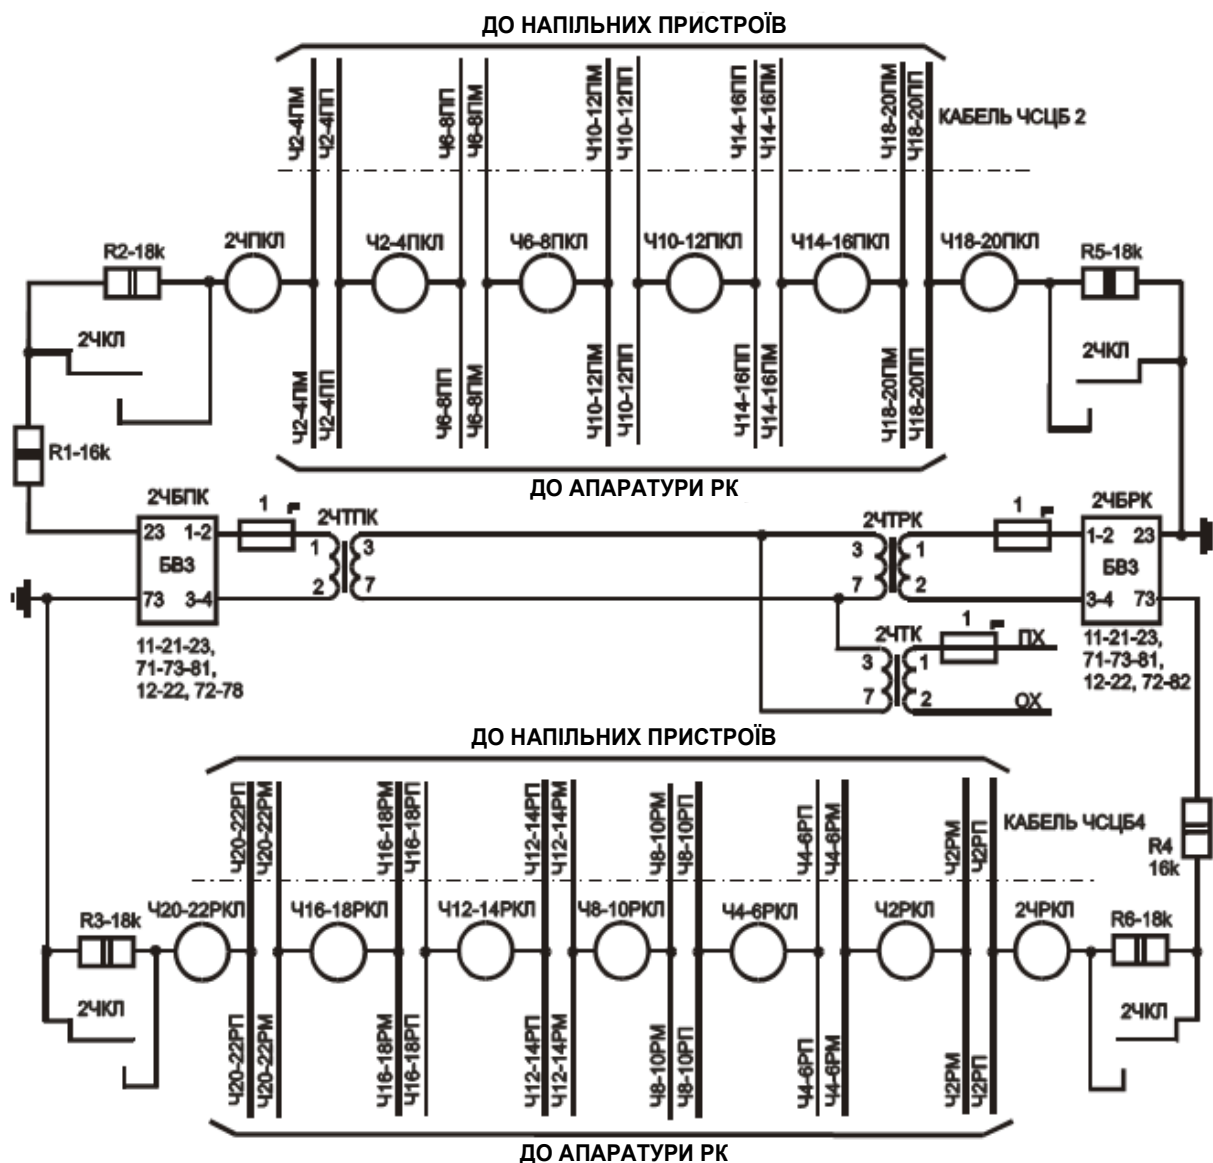 ДО НАПІЛЬНИХ ПРИСТРОЇВ
Ч2-4ПМ
Ч2-4ПП
Ч6-8ПП
Ч6-8ПМ
Ч10-12ПМ
Ч10-12ПП
Ч14-16ПП
Ч14-16ПМ
Ч18-20ПМ
Ч18-20ПП
КАБЕЛЬ ЧСЦБ 2
R2-18k
2ЧПКЛ
Ч2-4ПКЛ
Ч6-8ПКЛ
Ч10-12ПКЛ
Ч14-16ПКЛ
Ч18-20ПКЛ
R5-18k
2ЧКЛ
2ЧКЛ
Ч2-4ПМ
Ч2-4ПП
Ч6-8ПП
Ч6-8ПМ
Ч10-12ПМ
Ч10-12ПП
Ч14-16ПП
Ч14-16ПМ
Ч18-20ПМ
Ч18-20ПП
R1-16k
ДО АПАРАТУРИ РК
2ЧБПК
1
2ЧТПК
2ЧТРК
1
2ЧБРК
23 1-2
1
3
3
1
1-2 23
БВЗ
БВЗ
73 3-4
2
7
7
2
3-4 73
11-21-23,
71-73-81,
12-22, 72-78
2ЧТК
1
ПХ
3
1
7
2
ОХ
11-21-23,
71-73-81,
12-22, 72-82
ДО НАПІЛЬНИХ ПРИСТРОЇВ
Ч20-22РП
Ч20-22РМ
Ч16-18РМ
Ч16-18РП
Ч12-14РП
Ч12-14РМ
Ч8-10РМ
Ч8-10РП
Ч4-6РП
Ч4-6РМ
Ч2РМ
Ч2РП
КАБЕЛЬ ЧСЦБ4
R4
16k
R3-18k
Ч20-22РКЛ
Ч16-18РКЛ
Ч12-14РКЛ
Ч8-10РКЛ
Ч4-6РКЛ
Ч2РКЛ
2ЧРКЛ
R6-18k
2ЧКЛ
2ЧКЛ
Ч20-22РП
Ч20-22РМ
Ч16-18РМ
Ч16-18РП
Ч12-14РП
Ч12-14РМ
Ч8-10РМ
Ч8-10РП
Ч4-6РП
Ч4-6РМ
Ч2РМ
Ч2РП
ДО АПАРАТУРИ РК